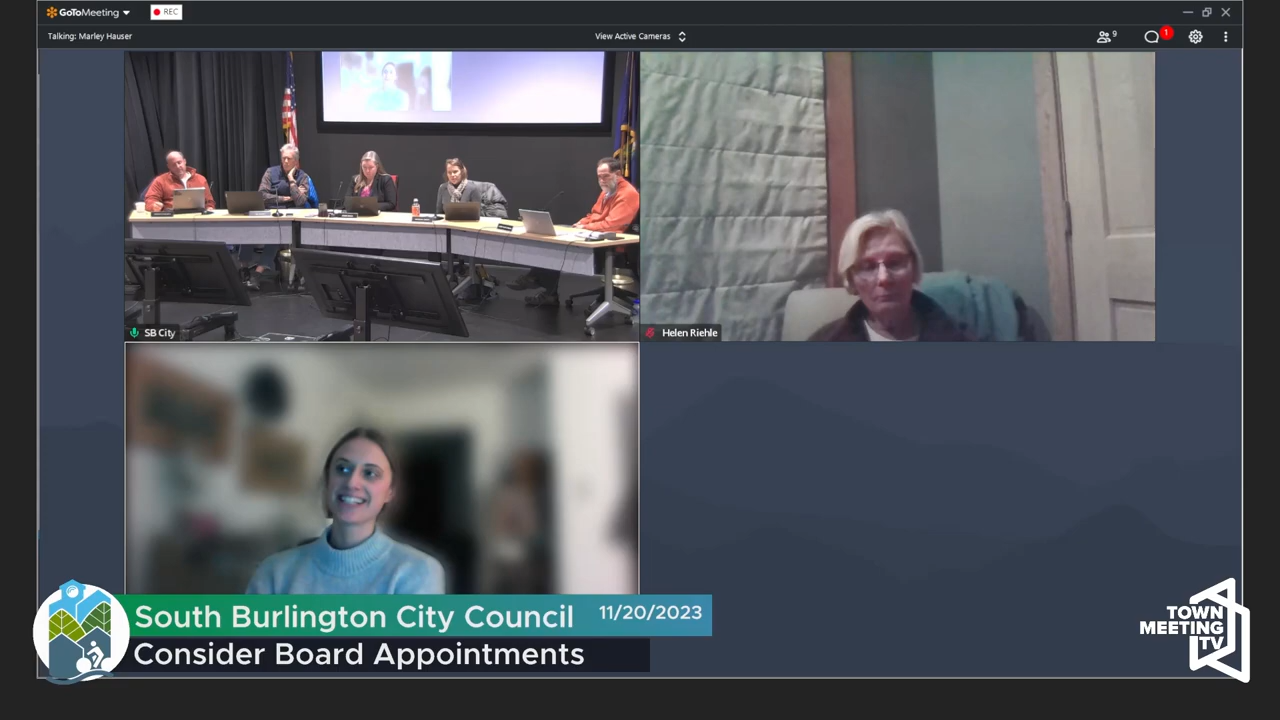 GoToMeeting
REC
Talking: Marley Hauser
View Active Cameras
9
1
SB City
Helen Riehle
South Burlington City Council
11/20/2023
Consider Board Appointments
TOWN
MEETING
TV